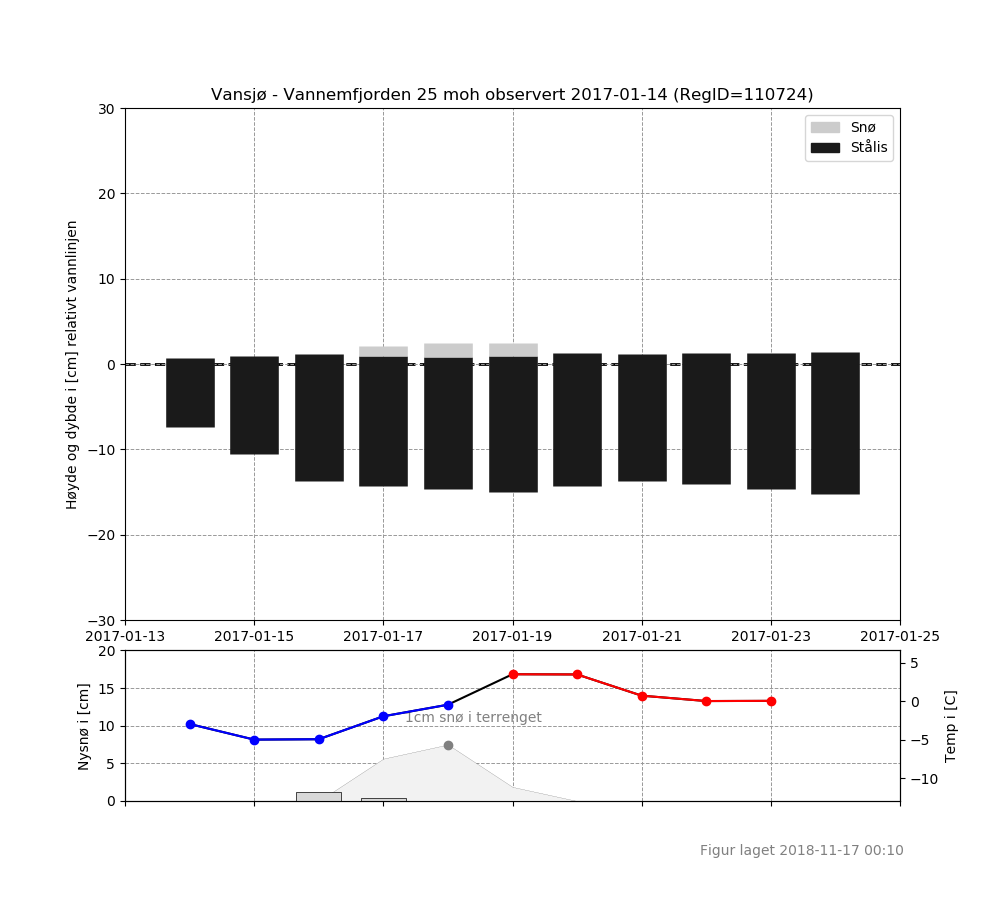 Vansjø - Vannemfjorden 25 moh observert 2017-01-14 (RegID=110724)
Høyde og dybde i [cm] relativt vannlinjen
30
20
10
0
−10
−20
−30
Snø
Stålis
2017-01-13 2017-01-15 2017-01-17 2017-01-19 2017-01-21 2017-01-23 2017-01-25
Nysnø i [cm]
20
15
10
5
0
1cm snø i terrenget
5
0
−5
−10
Temp i [C]
Figur laget 2018-11-17 00:10